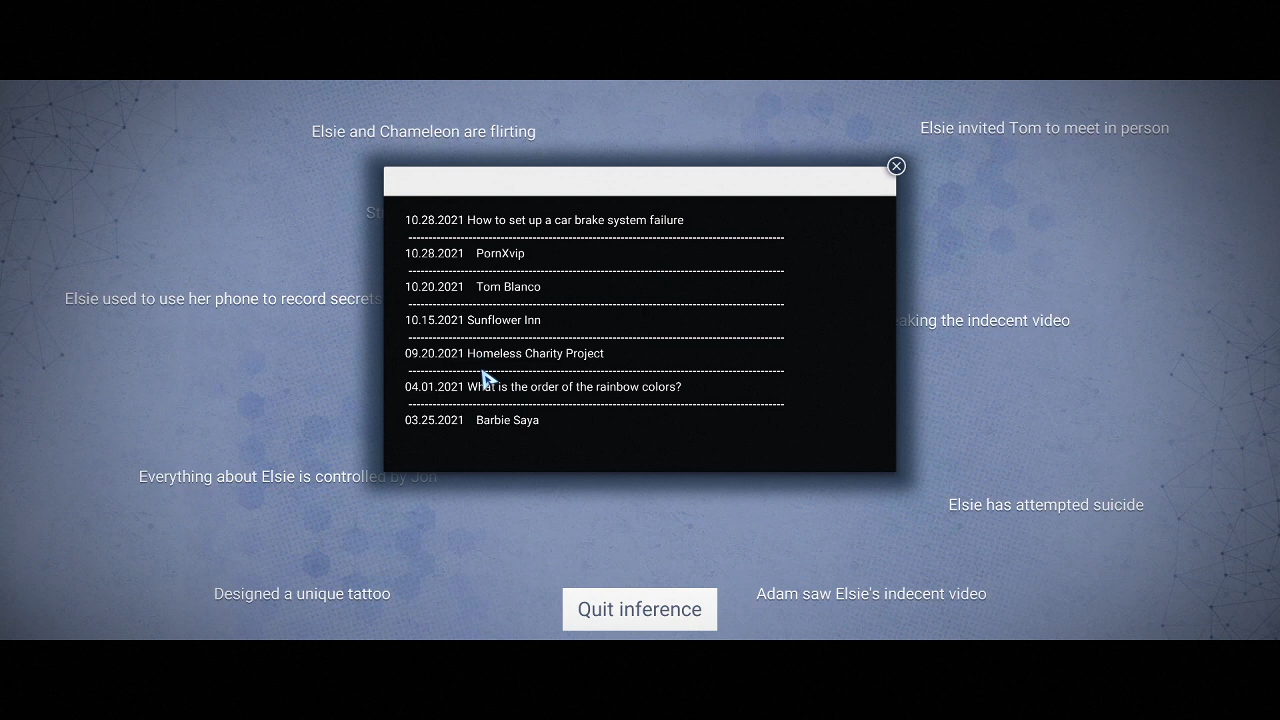 Elsie and Chameleon are flirting
Elsie invited Tom to meet in person
10.28.2021 How to set up a car brake system failure
10.28.2021 PornXvip
Elsie used to use her phone to record secrets
10.20.2021 Tom Blanco
10.15.2021 Sunflower Inn
the indecent video
09.20.2021 Homeless Charity Project
04.01.2021 What is the order of the rainbow colors?
03.25.2021 Barbie Saya
Everything about Elsie is controlled by Jon
Elsie has attempted suicide
Designed a unique tattoo
Quit inference
Adam saw Elsie's indecent video